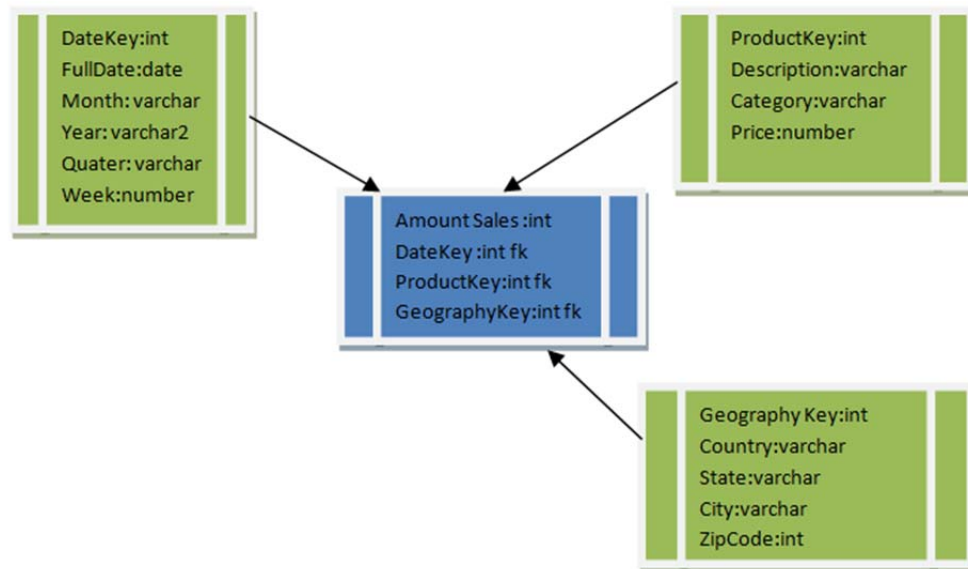 DateKey:int
FullDate:date
Month: varchar
Year: varchar2
Quater: varchar
Week:number
ProductKey:int
Description:varchar
Category:varchar
Price:number
Amount Sales :int
DateKey :int fk
ProductKey:int fk
GeographyKey:int fk
Geography Key:int
Country:varchar
State:varchar
City:varchar
ZipCode:int